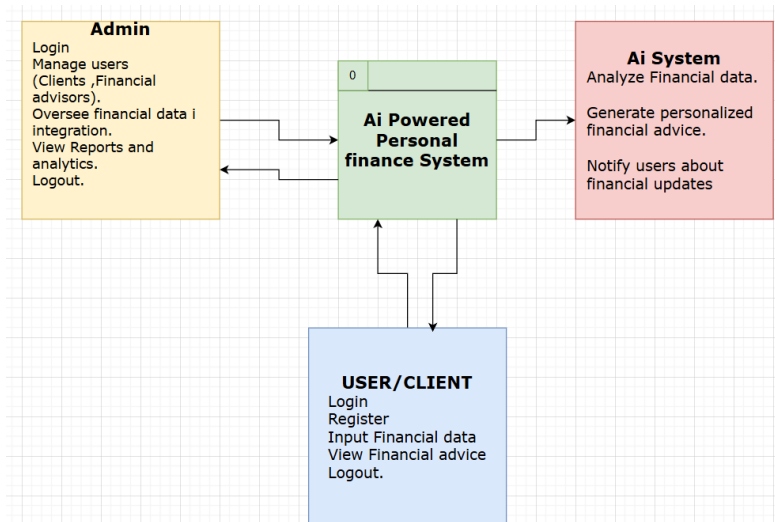 Admin
Login
Manage users
(Clients ,Financial
advisors).
Oversee financial data i
integration.
View Reports and
analytics.
Logout.
0
Ai Powered
Personal
finance System
Ai System
Analyze Financial data.
Generate personalized
financial advice.
Notify users about
financial updates
USER/CLIENT
Login
Register
Input Financial data
View Financial advice
Logout.